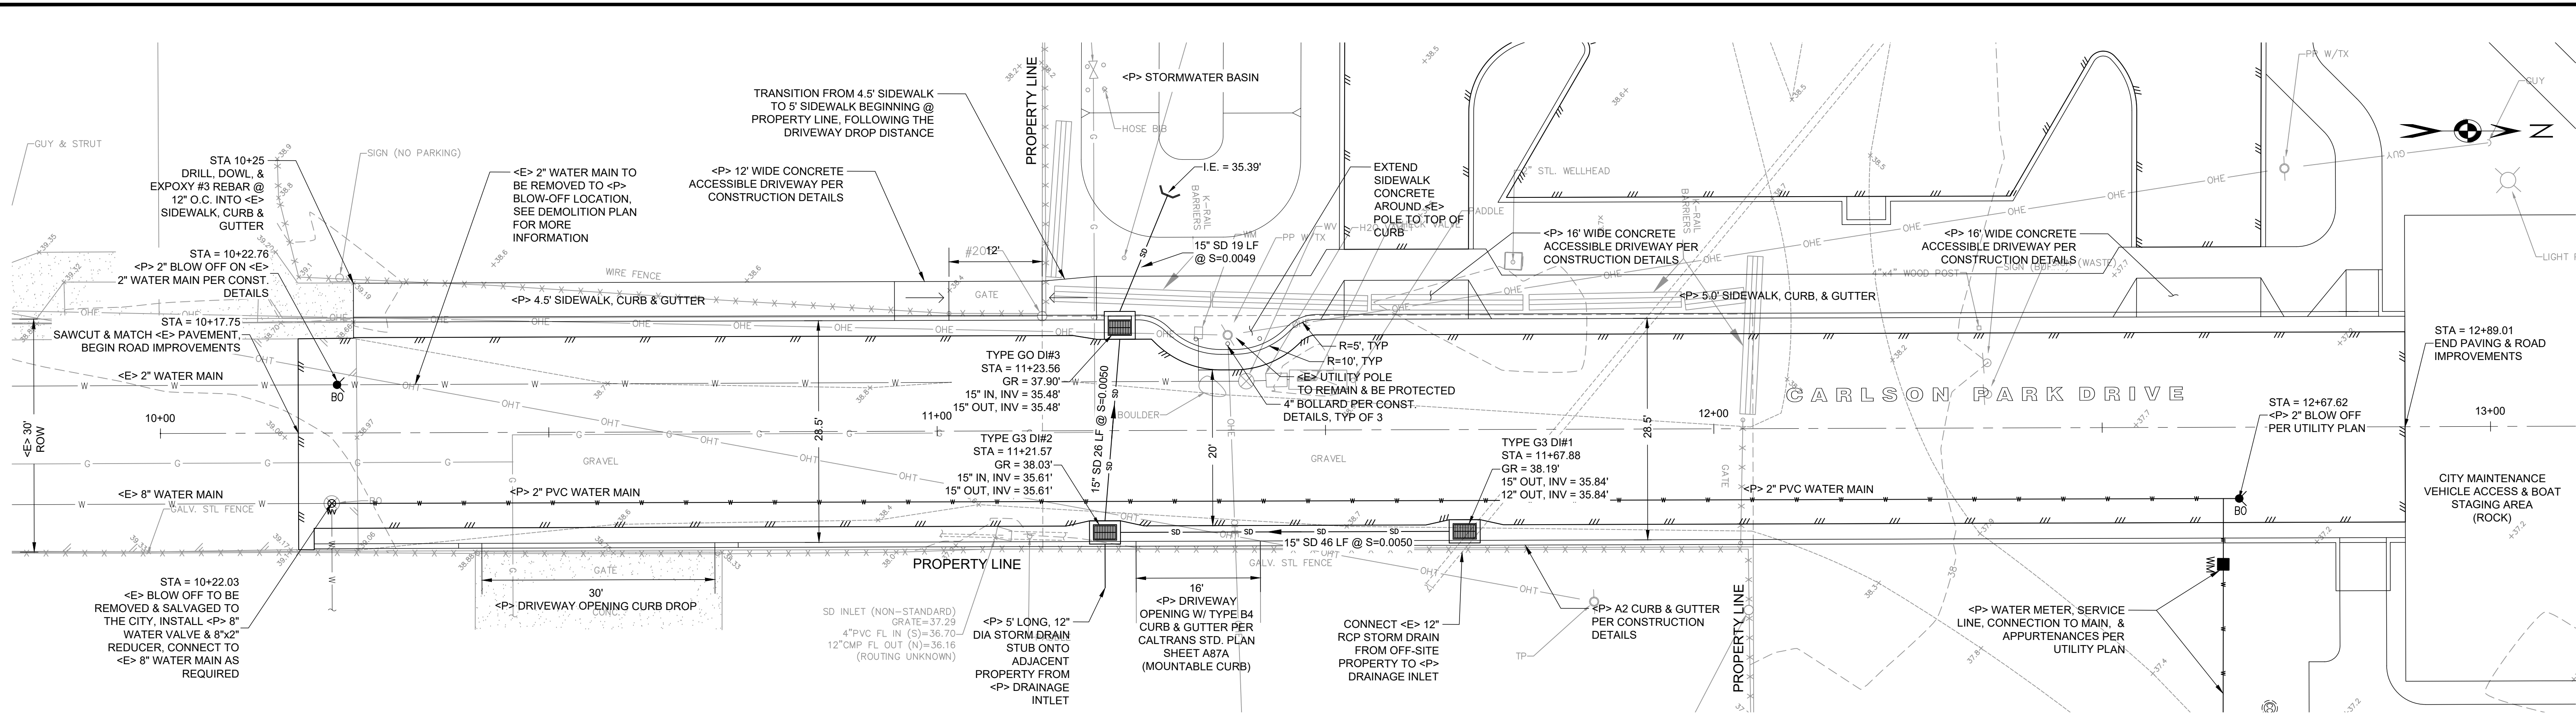 GUY & STRUT
STA 10+25
DRILL, DOWL, &
EXPOXY #3 REBAR @
12" O.C. INTO <E>
SIDEWALK, CURB &
GUTTER
SIGN (NO PARKING)
STA = 10+22.76
<P> 2" BLOW OFF ON <E>
2" WATER MAIN PER CONST.
DETAILS
STA = 10+17.75
SAWCUT & MATCH <E> PAVEMENT,
BEGIN ROAD IMPROVEMENTS
<E> 2" WATER MAIN
<E> 2" WATER MAIN TO
BE REMOVED TO <P>
BLOW-OFF LOCATION,
SEE DEMOLITION PLAN
FOR MORE
INFORMATION
WIRE FENCE
<P> 4.5' SIDEWALK, CURB & GUTTER
<P> 12' WIDE CONCRETE
ACCESSIBLE DRIVEWAY PER
CONSTRUCTION DETAILS
TRANSITION FROM 4.5' SIDEWALK
TO 5' SIDEWALK BEGINNING @
PROPERTY LINE, FOLLOWING THE
DRIVEWAY DROP DISTANCE
PROPERTY LINE
12'
GATE
<P> STORMWATER BASIN
HOSE BIB
I.E. = 35.39'
K-RAIL
BARRIERS
WM
PP W/TX
WV
15" SD 19 LF
@ S=0.0049
EXTEND
SIDEWALK
CONCRETE
AROUND <E>
POLE TO TOP OF
CURB
PADDLE
STL. WELLHEAD
<P> 16' WIDE CONCRETE
ACCESSIBLE DRIVEWAY PER
CONSTRUCTION DETAILS
K-RAIL
BARRIERS
<P> 16' WIDE CONCRETE
ACCESSIBLE DRIVEWAY PER
CONSTRUCTION DETAILS
4"x4" WOOD POST
<P> 5.0' SIDEWALK, CURB, & GUTTER
PP W/TX
GUY
GUY
Z
STA = 12+89.01
END PAVING & ROAD
IMPROVEMENTS
R=5', TYP
R=10', TYP
<E> UTILITY POLE
TO REMAIN & BE PROTECTED
4" BOLLARD PER CONST.
DETAILS, TYP OF 3
BOULDER
TYPE GO DI#3
STA = 11+23.56
GR = 37.90'
15" IN, INV = 35.48'
15" OUT, INV = 35.48'
TYPE G3 DI#2
STA = 11+21.57
GR = 38.03'
15" IN, INV = 35.61'
15" OUT, INV = 35.61'
15" SD 26 LF @ S=0.0050
TYPE G3 DI#1
STA = 11+67.88
GR = 38.19'
15" OUT, INV = 35.84'
12" OUT, INV = 35.84'
CARLSON PARK DRIVE
STA = 12+67.62
<P> 2" BLOW OFF
PER UTILITY PLAN
BO
BO
10+00
11+00
12+00
13+00
<E> 30'
ROW
28.5'
20'
28.5'
GRAVEL
GRAVEL
GATE
<E> 8" WATER MAIN
<P> 2" PVC WATER MAIN
<P> 2" PVC WATER MAIN
GALV. STL FENCE
GALV. STL FENCE
15" SD 46 LF @ S=0.0050
PROPERTY LINE
PROPERTY LINE
CITY MAINTENANCE
VEHICLE ACCESS & BOAT
STAGING AREA
(ROCK)
STA = 10+22.03
<E> BLOW OFF TO BE
REMOVED & SALVAGED TO
THE CITY, INSTALL <P> 8"
WATER VALVE & 8"x2"
REDUCER, CONNECT TO
<E> 8" WATER MAIN AS
REQUIRED
GATE
30'
<P> DRIVEWAY OPENING CURB DROP
CONC.
SD INLET (NON-STANDARD)
GRATE=37.29
4"PVC FL IN (S)=36.70
12"CMP FL OUT (N)=36.16
(ROUTING UNKNOWN)
<P> 5' LONG, 12"
DIA STORM DRAIN
STUB ONTO
ADJACENT
PROPERTY FROM
<P> DRAINAGE
INTLET
16'
<P> DRIVEWAY
OPENING W/ TYPE B4
CURB & GUTTER PER
CALTRANS STD. PLAN
SHEET A87A
(MOUNTABLE CURB)
CONNECT <E> 12"
RCP STORM DRAIN
FROM OFF-SITE
PROPERTY TO <P>
DRAINAGE INLET
TP
<P> A2 CURB & GUTTER
PER CONSTRUCTION
DETAILS
WM
<P> WATER METER, SERVICE
LINE, CONNECTION TO MAIN, &
APPURTENANCES PER
UTILITY PLAN